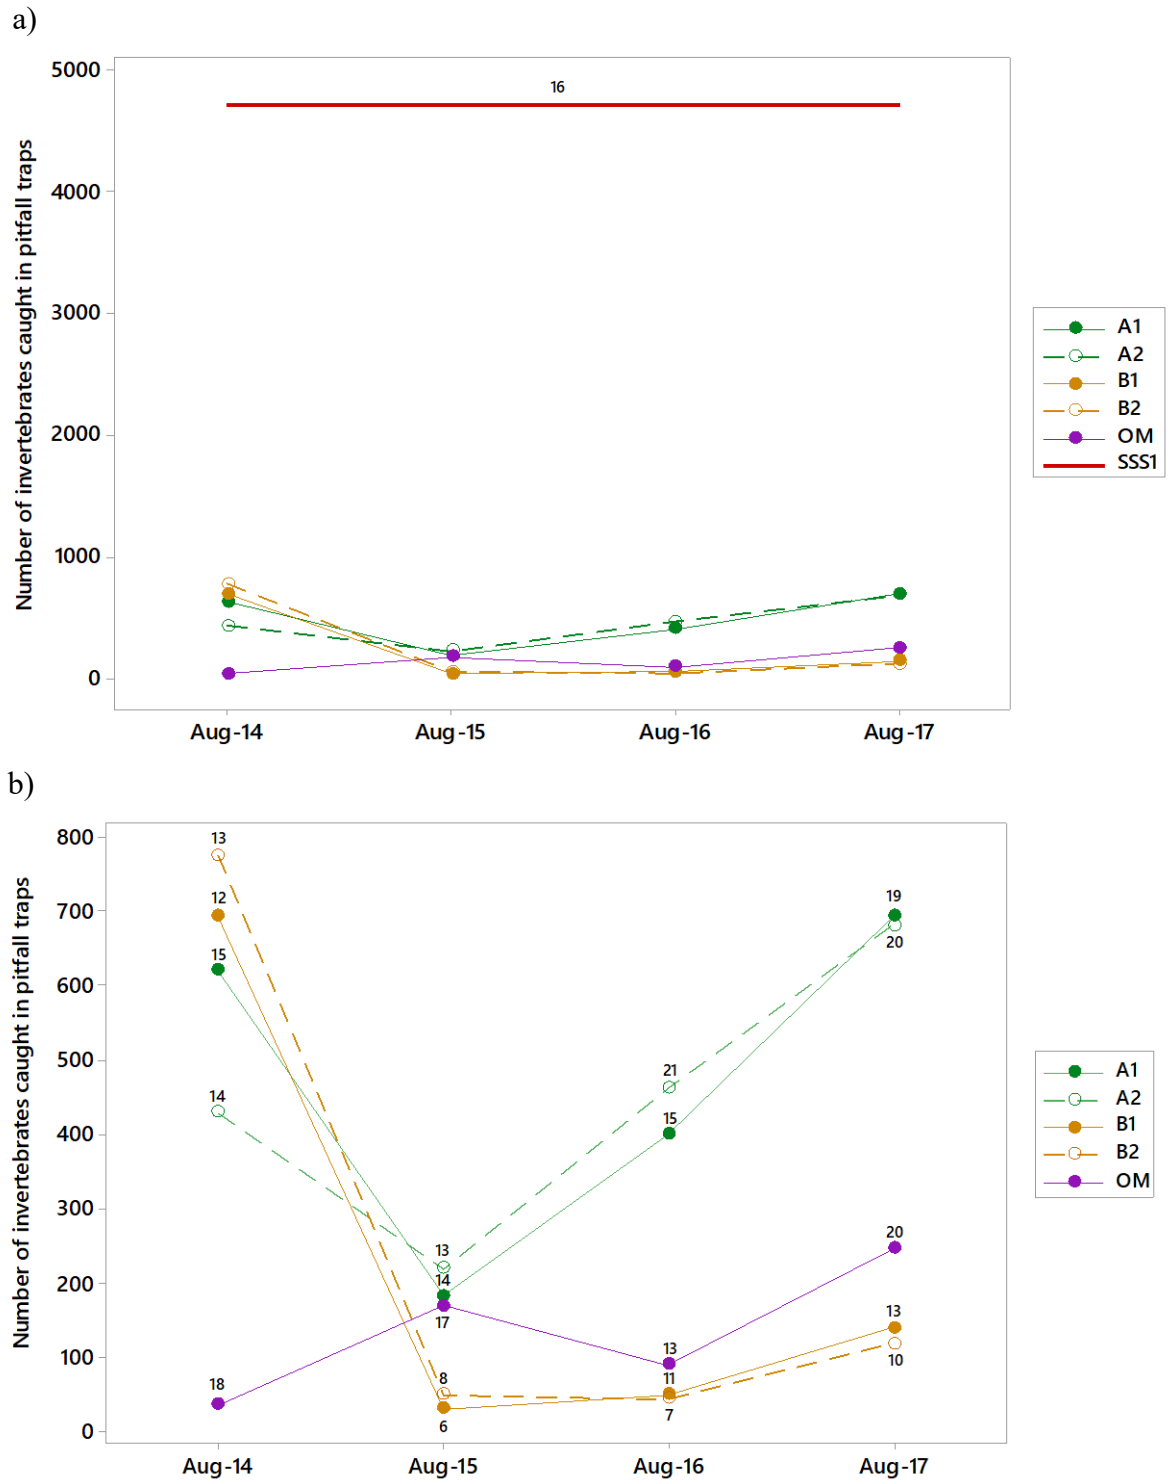 a)
5000
16
4000
3000
2000
1000
0
Number of invertebrates caught in pitfall traps
Aug-14 Aug-15 Aug-16 Aug-17
A1
A2
B1
B2
OM
SSS1
b)
800
700
600
500
400
300
200
100
0
Number of invertebrates caught in pitfall traps
13
12
15
14
18
13
14
17
8
6
21
15
13
11
7
19
20
20
13
10
Aug-14 Aug-15 Aug-16 Aug-17
A1
A2
B1
B2
OM